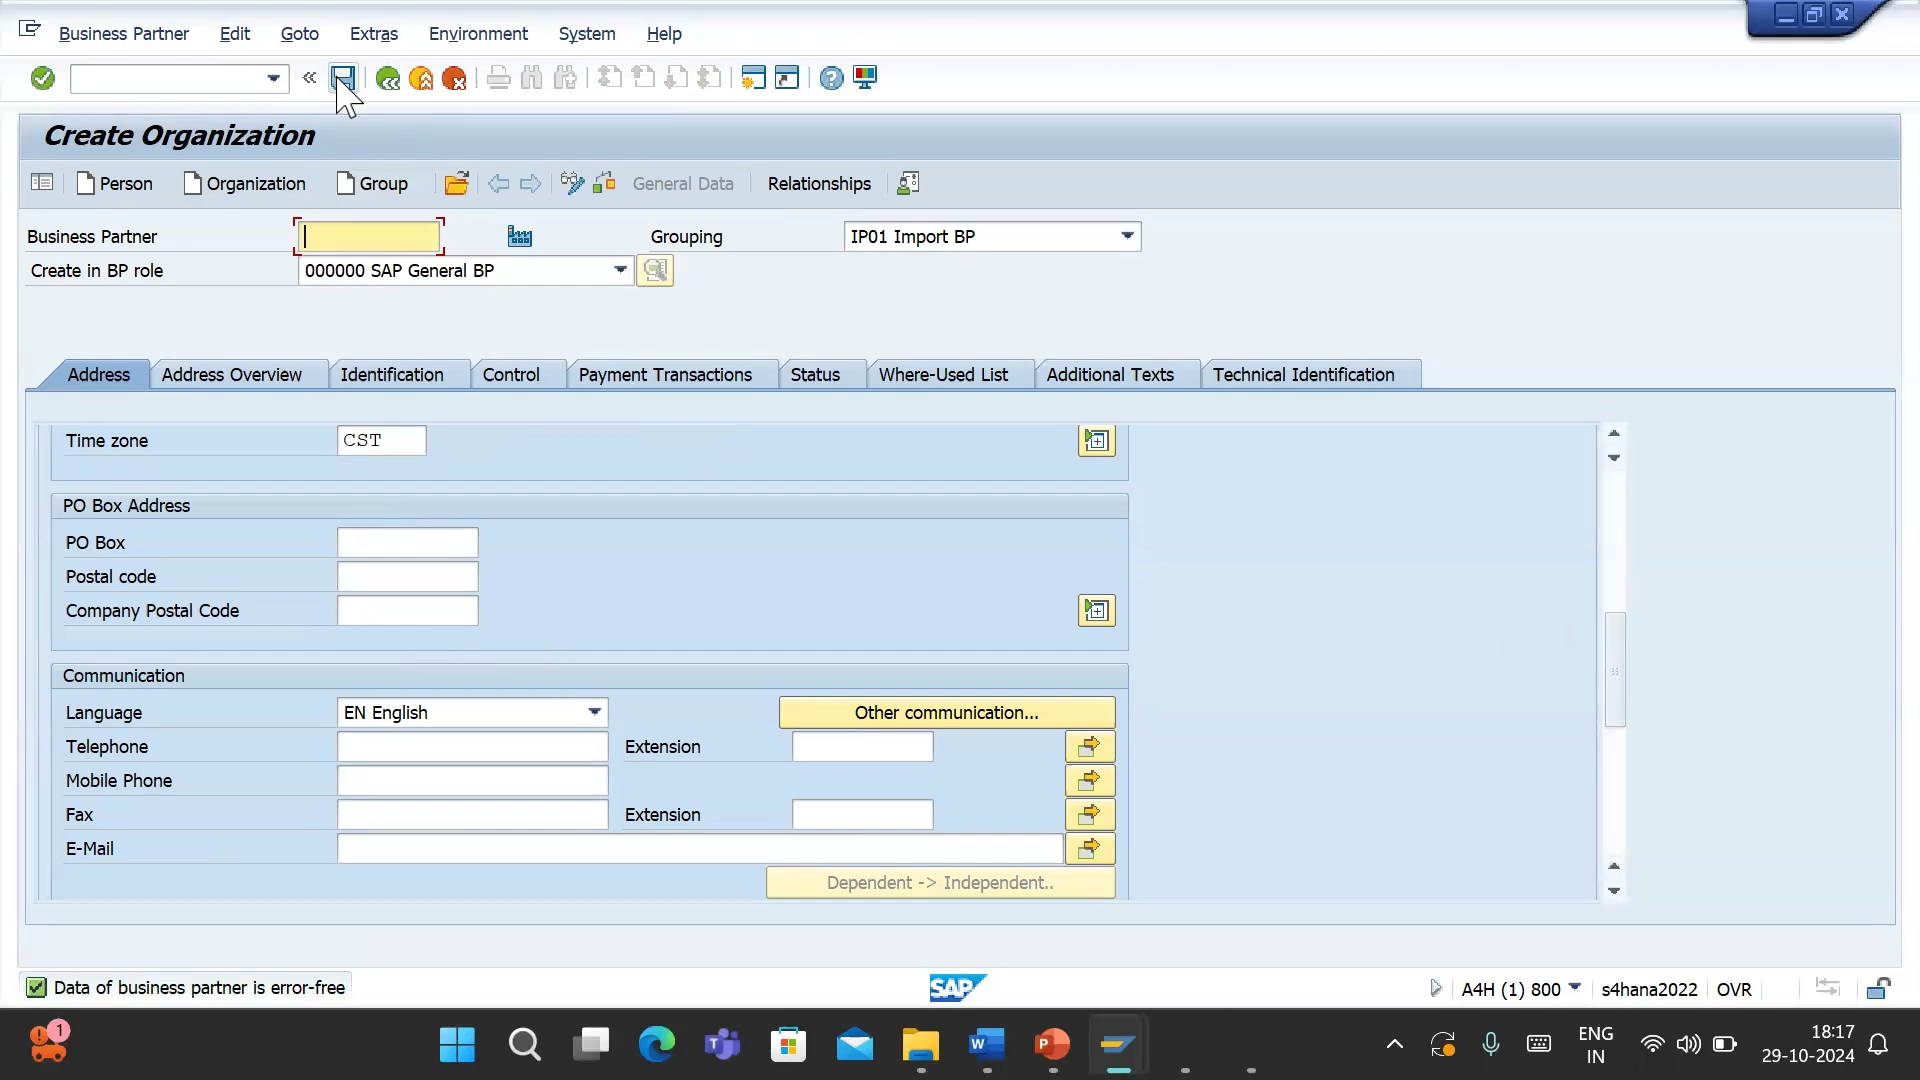 Business Partner Edit Goto Extras Environment System Help
Create Organization
Person Organization Group General Data Relationships
Business Partner Grouping IP01 Import BP
Create in BP role 000000 SAP General BP
Address Address Overview Identification Control Payment Transactions Status Where-Used List Additional Texts Technical Identification
Time zone CST
PO Box Address
PO Box
Postal code
Company Postal Code
Communication
Language EN English Other communication...
Telephone Extension
Mobile Phone
Fax Extension
E-Mail
Dependent -> Independent..
Data of business partner is error-free SAP A4H (1) 800 s4hana2022 OVR
1 ENG 18:17
IN 29-10-2024